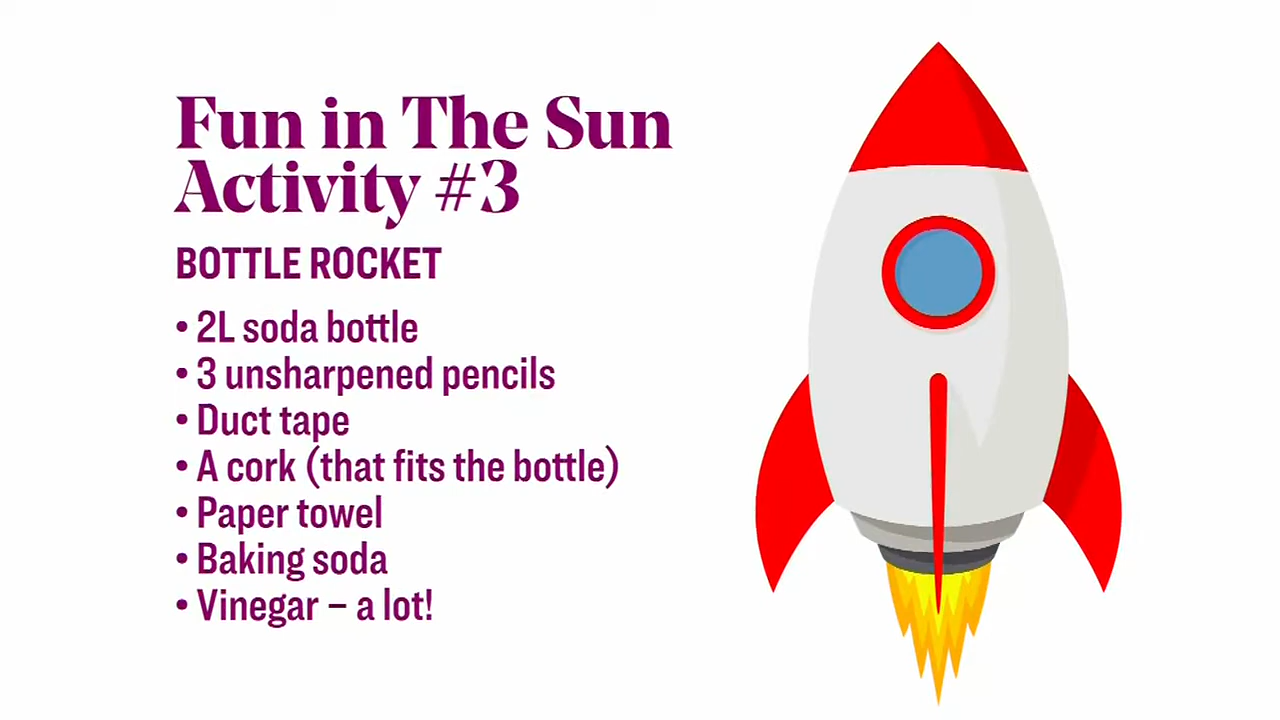 Fun in The Sun
Activity #3
BOTTLE ROCKET
• 2L soda bottle
• 3 unsharpened pencils
• Duct tape
• A cork (that fits the bottle)
• Paper towel
• Baking soda
• Vinegar – a lot!